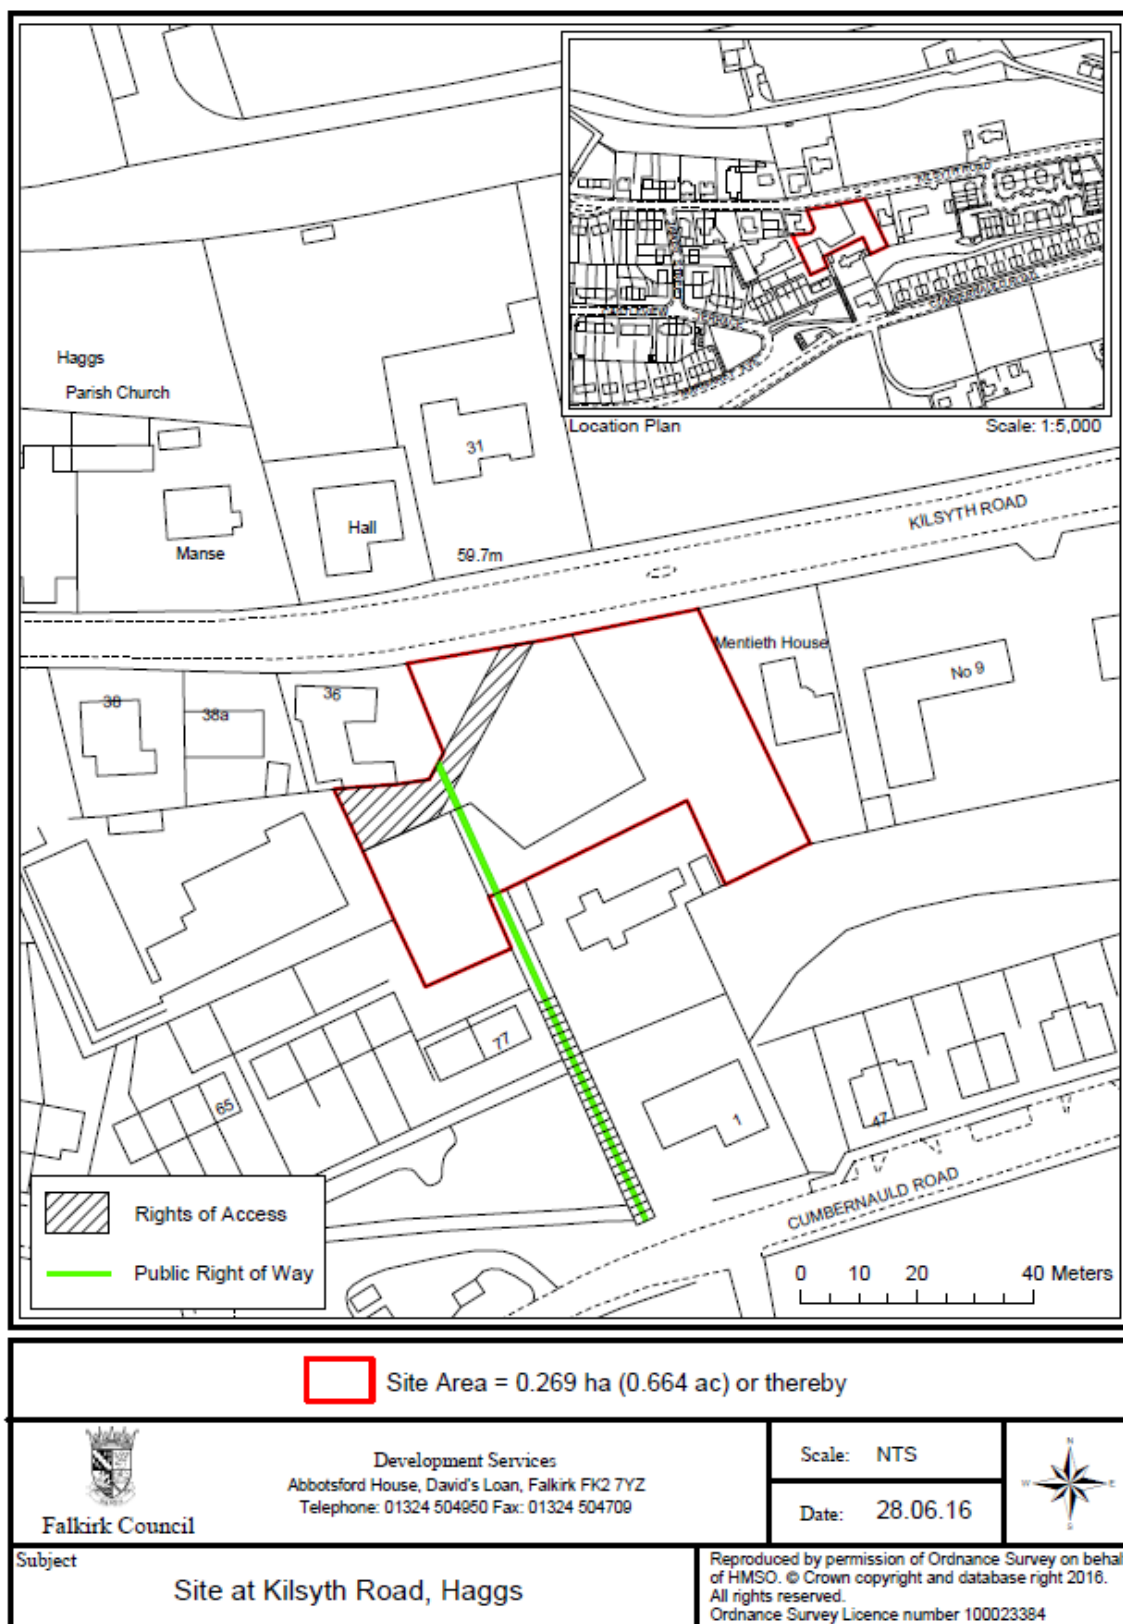 KILSYTH ROAD
Location Plan
Scale: 1:5,000
Haggs
Parish Church
31
Hall
Manse
59.7m
KILSYTH ROAD
Mentieth House
No 9
38
38a
36
77
65
1
47
CUMBERNAULD ROAD
Rights of Access
Public Right of Way
0 10 20 40 Meters
Site Area = 0.269 ha (0.664 ac) or thereby
Falkirk Council
Development Services
Abbotsford House, David's Loan, Falkirk FK2 7YZ
Telephone: 01324 504950 Fax: 01324 504709
Scale: NTS
Date: 28.06.16
N
W E
S
Subject
Site at Kilsyth Road, Haggs
Reproduced by permission of Ordnance Survey on behal
of HMSO. © Crown copyright and database right 2016.
All rights reserved.
Ordnance Survey Licence number 100023384